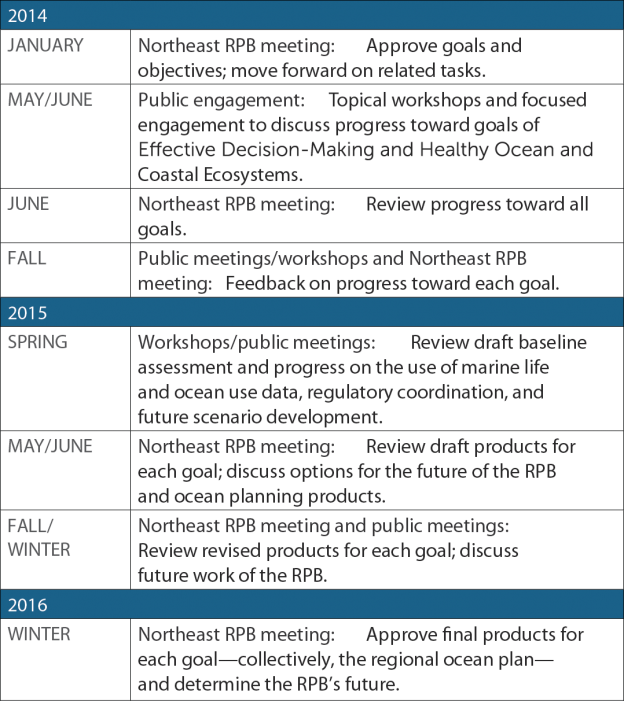 2014
JANUARY
Northeast RPB meeting: Approve goals and
objectives; move forward on related tasks.
MAY/JUNE
Public engagement: Topical workshops and focused
engagement to discuss progress toward goals of
Effective Decision-Making and Healthy Ocean and
Coastal Ecosystems.
JUNE
Northeast RPB meeting: Review progress toward all
goals.
FALL
Public meetings/workshops and Northeast RPB
meeting: Feedback on progress toward each goal.
2015
SPRING
Workshops/public meetings: Review draft baseline
assessment and progress on the use of marine life
and ocean use data, regulatory coordination, and
future scenario development.
MAY/JUNE
Northeast RPB meeting: Review draft products for
each goal; discuss options for the future of the RPB
and ocean planning products.
FALL/
WINTER
Northeast RPB meeting and public meetings:
Review revised products for each goal; discuss
future work of the RPB.
2016
WINTER
Northeast RPB meeting: Approve final products for
each goal—collectively, the regional ocean plan—
and determine the RPB's future.